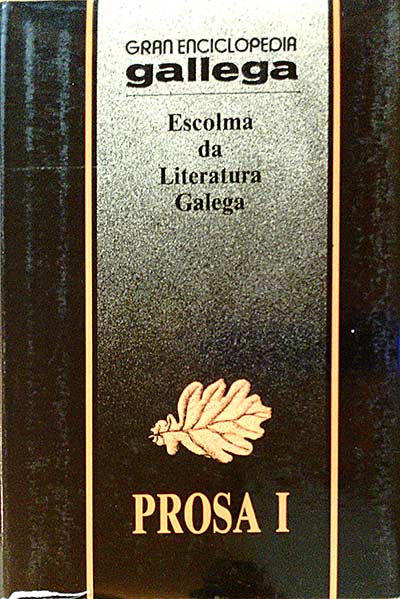 GRAN ENCICLOPEDIA
gallega
Escolma
da
Literatura
Galega
PROSA I